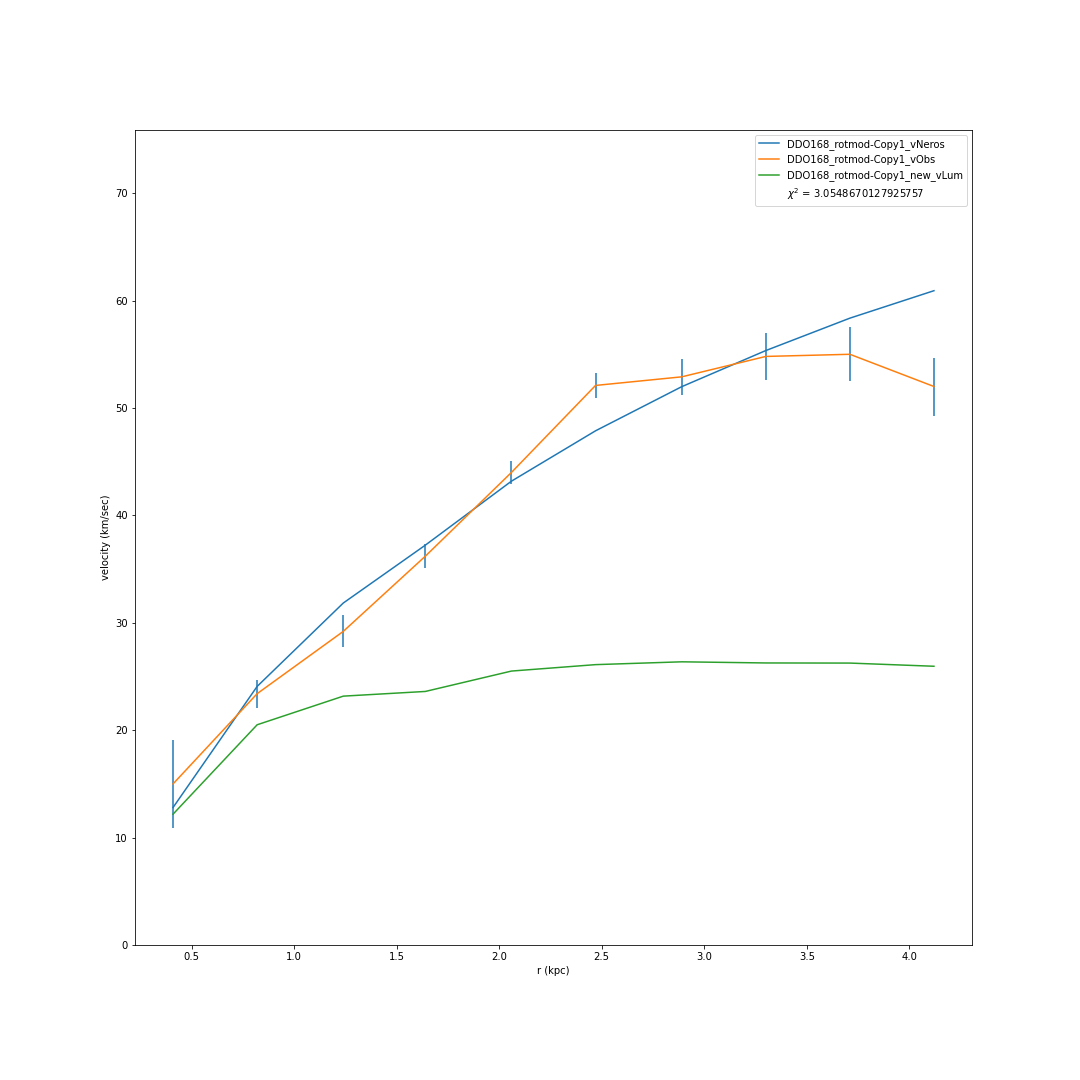 DDO168_rotmod-Copy1_vNeros
DDO168_rotmod-Copy1_vObs
DDO168_rotmod-Copy1_new_vLum
χ² = 3.0548670127925757
70
60
50
40
30
20
10
0
velocity (km/sec)
0.5 1.0 1.5 2.0 2.5 3.0 3.5 4.0
r (kpc)